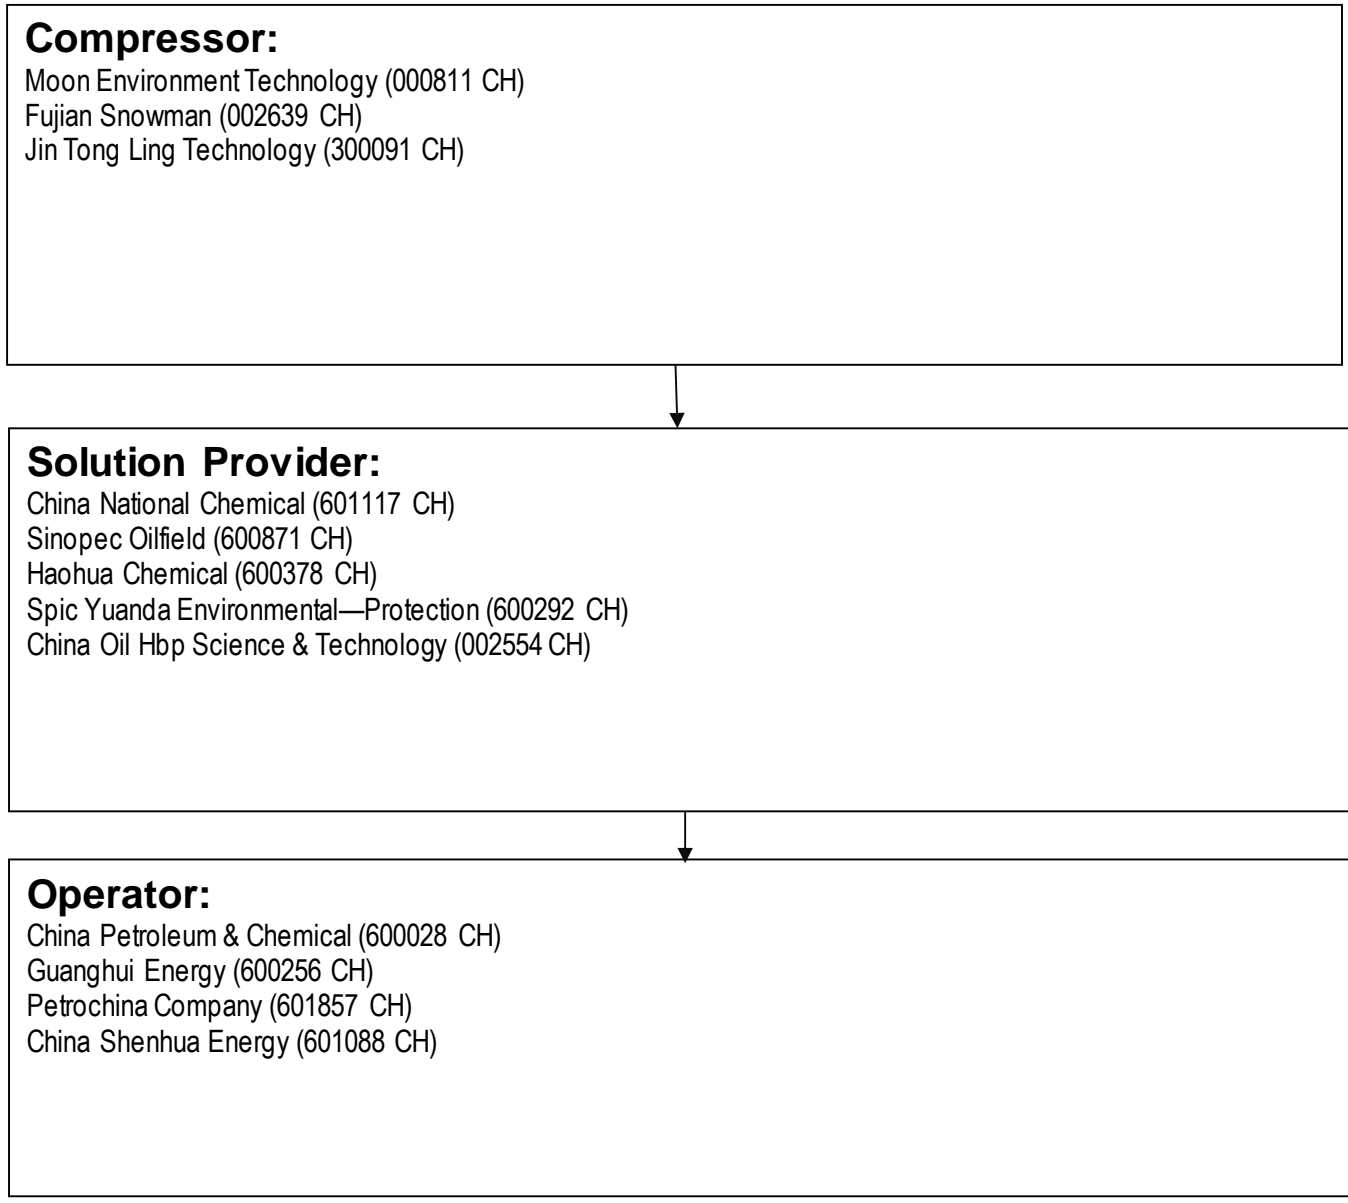 Compressor:
Moon Environment Technology (000811 CH)
Fujian Snowman (002639 CH)
Jin Tong Ling Technology (300091 CH)
Solution Provider:
China National Chemical (601117 CH)
Sinopec Oilfield (600871 CH)
Haohua Chemical (600378 CH)
Spic Yuanda Environmental—Protection (600292 CH)
China Oil Hbp Science & Technology (002554 CH)
Operator:
China Petroleum & Chemical (600028 CH)
Guanghui Energy (600256 CH)
Petrochina Company (601857 CH)
China Shenhua Energy (601088 CH)